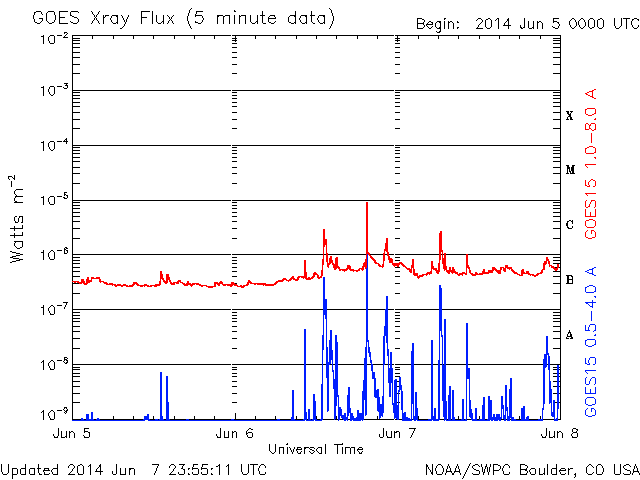 GOES Xray Flux (5 minute data)
Begin: 2014 Jun 5 0000 UTC
10⁻²
10⁻³
10⁻⁴
10⁻⁵
10⁻⁶
10⁻⁷
10⁻⁸
10⁻⁹
Watts m⁻²
X
M
C
B
A
GOES15 1.0-8.0 A
GOES15 0.5-4.0 A
Jun 5
Jun 6
Jun 7
Jun 8
Universal Time
Updated 2014 Jun 7 23:55:11 UTC
NOAA/SWPC Boulder, CO USA